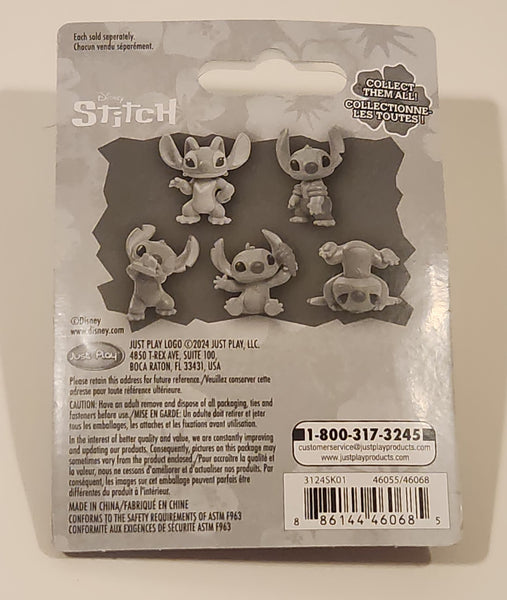 Each sold seperately.
Chacun vendu séparément.
Disney
STITCH
COLLECT
THEM ALL!
COLLECTIONNE-
LES TOUTES !
©Disney
www.disney.com
Just Play
JUST PLAY LOGO ©2024 JUST PLAY, LLC.
4850 T-REX AVE, SUITE 100,
BOCA RATON, FL 33431, USA
Please retain this address for future reference./Veuillez conserver cette
adresse pour toute référence ultérieure.
CAUTION: Have an adult remove and dispose of all packaging, ties and
fasteners before use./MISE EN GARDE: Un adulte doit retirer et jeter
tous les emballages, les attaches et les fixations avant utilisation.
In the interest of better quality and value, we are constantly improving
and updating our products. Consequently, pictures on this package may
sometimes vary from the product enclosed./Pour accroître la qualité et
la valeur, nous ne cessons d'améliorer et d'actualiser nos produits. Par
conséquent, les images sur cet emballage peuvent parfois être
différentes du produit à l'intérieur.
MADE IN CHINA/FABRIQUÉ EN CHINE
CONFORMS TO THE SAFETY REQUIREMENTS OF ASTM F963
CONFORMITÉ AUX EXIGENCES DE SÉCURITÉ ASTM F963
1-800-317-3245
customerservice@justplayproducts.com
www.justplayproducts.com
3124SK01 46055/46068
8 86144 46068 5